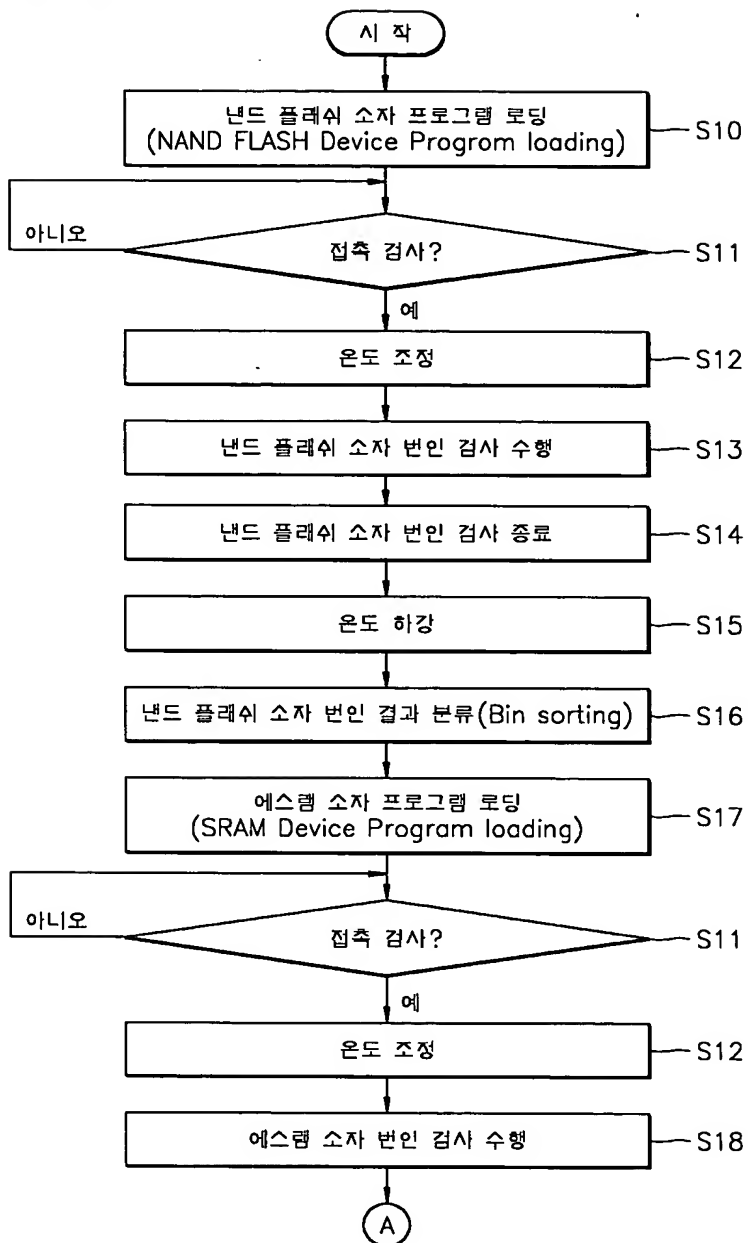 시 작
낸드 플래쉬 소자 프로그램 로딩
(NAND FLASH Device Progrom loading)
S10
아니오
접촉 검사?
S11
예
온도 조정
S12
낸드 플래쉬 소자 번인 검사 수행
S13
낸드 플래쉬 소자 번인 검사 종료
S14
온도 하강
S15
낸드 플래쉬 소자 번인 결과 분류(Bin sorting)
S16
에스램 소자 프로그램 로딩
(SRAM Device Program loading)
S17
아니오
접촉 검사?
S11
예
온도 조정
S12
에스램 소자 번인 검사 수행
S18
A